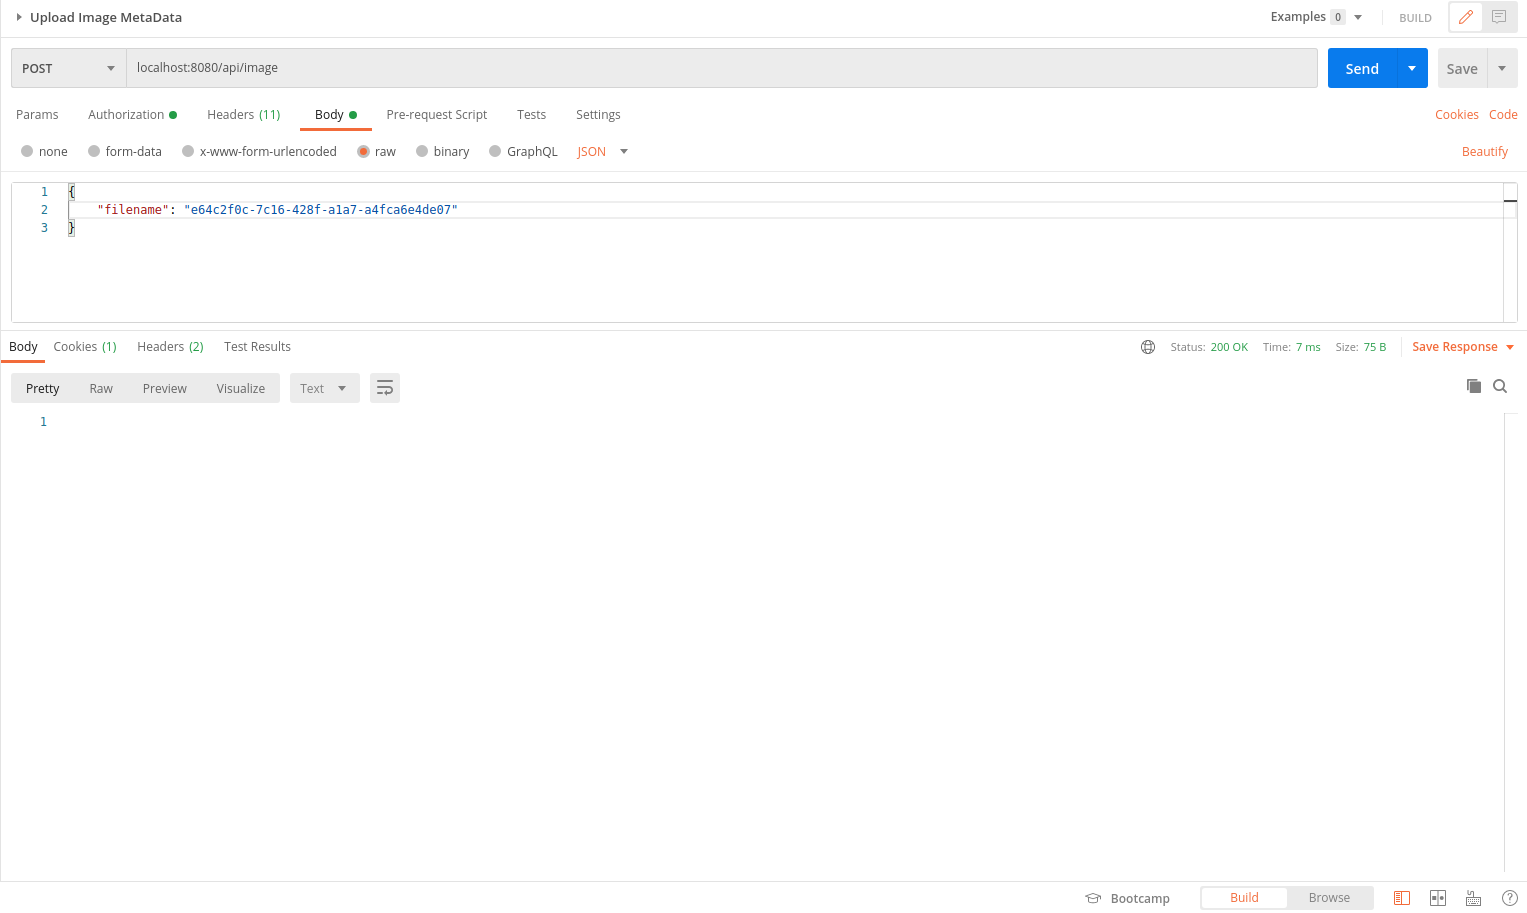 Upload Image MetaData Examples 0 BUILD
POST localhost:8080/api/image Send Save
Params Authorization Headers (11) Body Pre-request Script Tests Settings Cookies Code
none form-data x-www-form-urlencoded raw binary GraphQL JSON Beautify
1 {
2 "filename": "e64c2f0c-7c16-428f-a1a7-a4fca6e4de07"
3 }
Body Cookies (1) Headers (2) Test Results Status: 200 OK Time: 7 ms Size: 75 B Save Response
Pretty Raw Preview Visualize Text
1
Bootcamp Build Browse ?